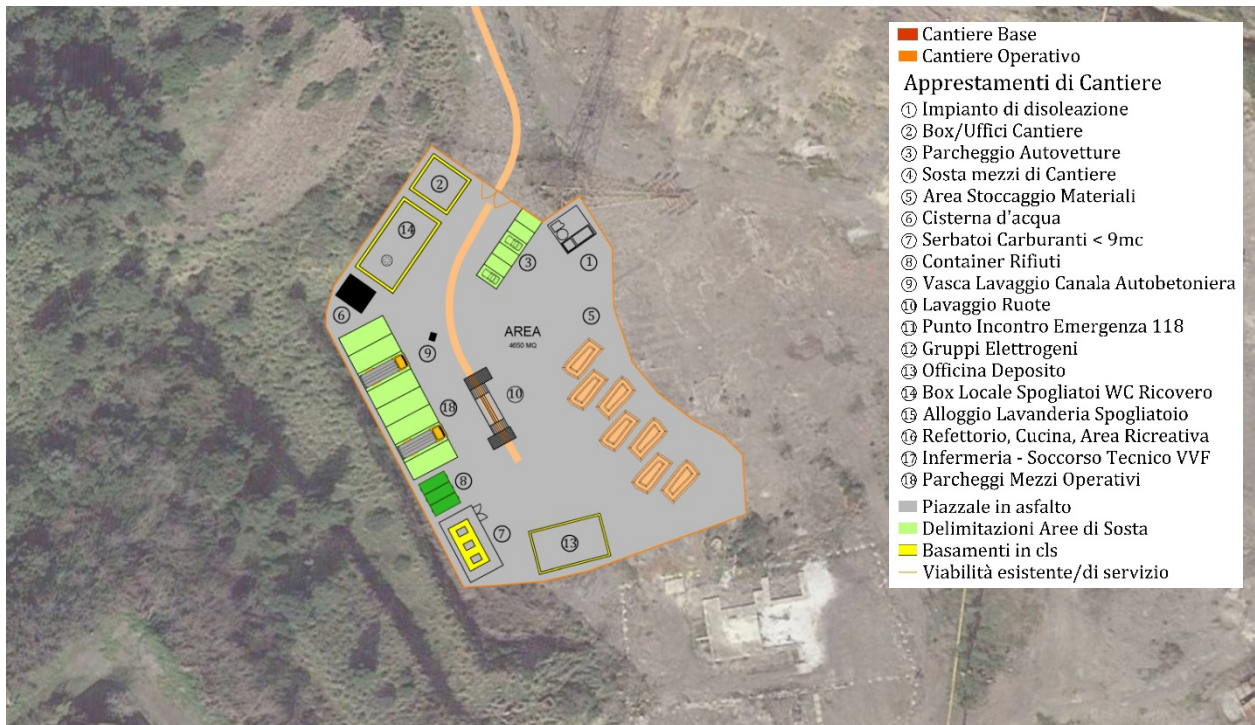 Cantiere Base
Cantiere Operativo
Apprestamenti di Cantiere
① Impianto di disoleazione
② Box/Uffici Cantiere
③ Parcheggio Autovetture
④ Sosta mezzi di Cantiere
⑤ Area Stoccaggio Materiali
⑥ Cisterna d'acqua
⑦ Serbatoi Carburanti < 9mc
⑧ Container Rifiuti
⑨ Vasca Lavaggio Canala Autobetoniera
⑩ Lavaggio Ruote
⑪ Punto Incontro Emergenza 118
⑫ Gruppi Elettrogeni
⑬ Officina Deposito
⑭ Box Locale Spogliatoi WC Ricovero
⑮ Alloggio Lavanderia Spogliatoio
⑯ Refettorio, Cucina, Area Ricreativa
⑰ Infermeria - Soccorso Tecnico VVF
⑱ Parcheggi Mezzi Operativi
Piazzale in asfalto
Delimitazioni Aree di Sosta
Basamenti in cls
Viabilità esistente/di servizio
②
⑭
③
①
⑥
⑤
AREA
4650 MQ
⑨
⑩
⑱
⑧
⑦
⑬